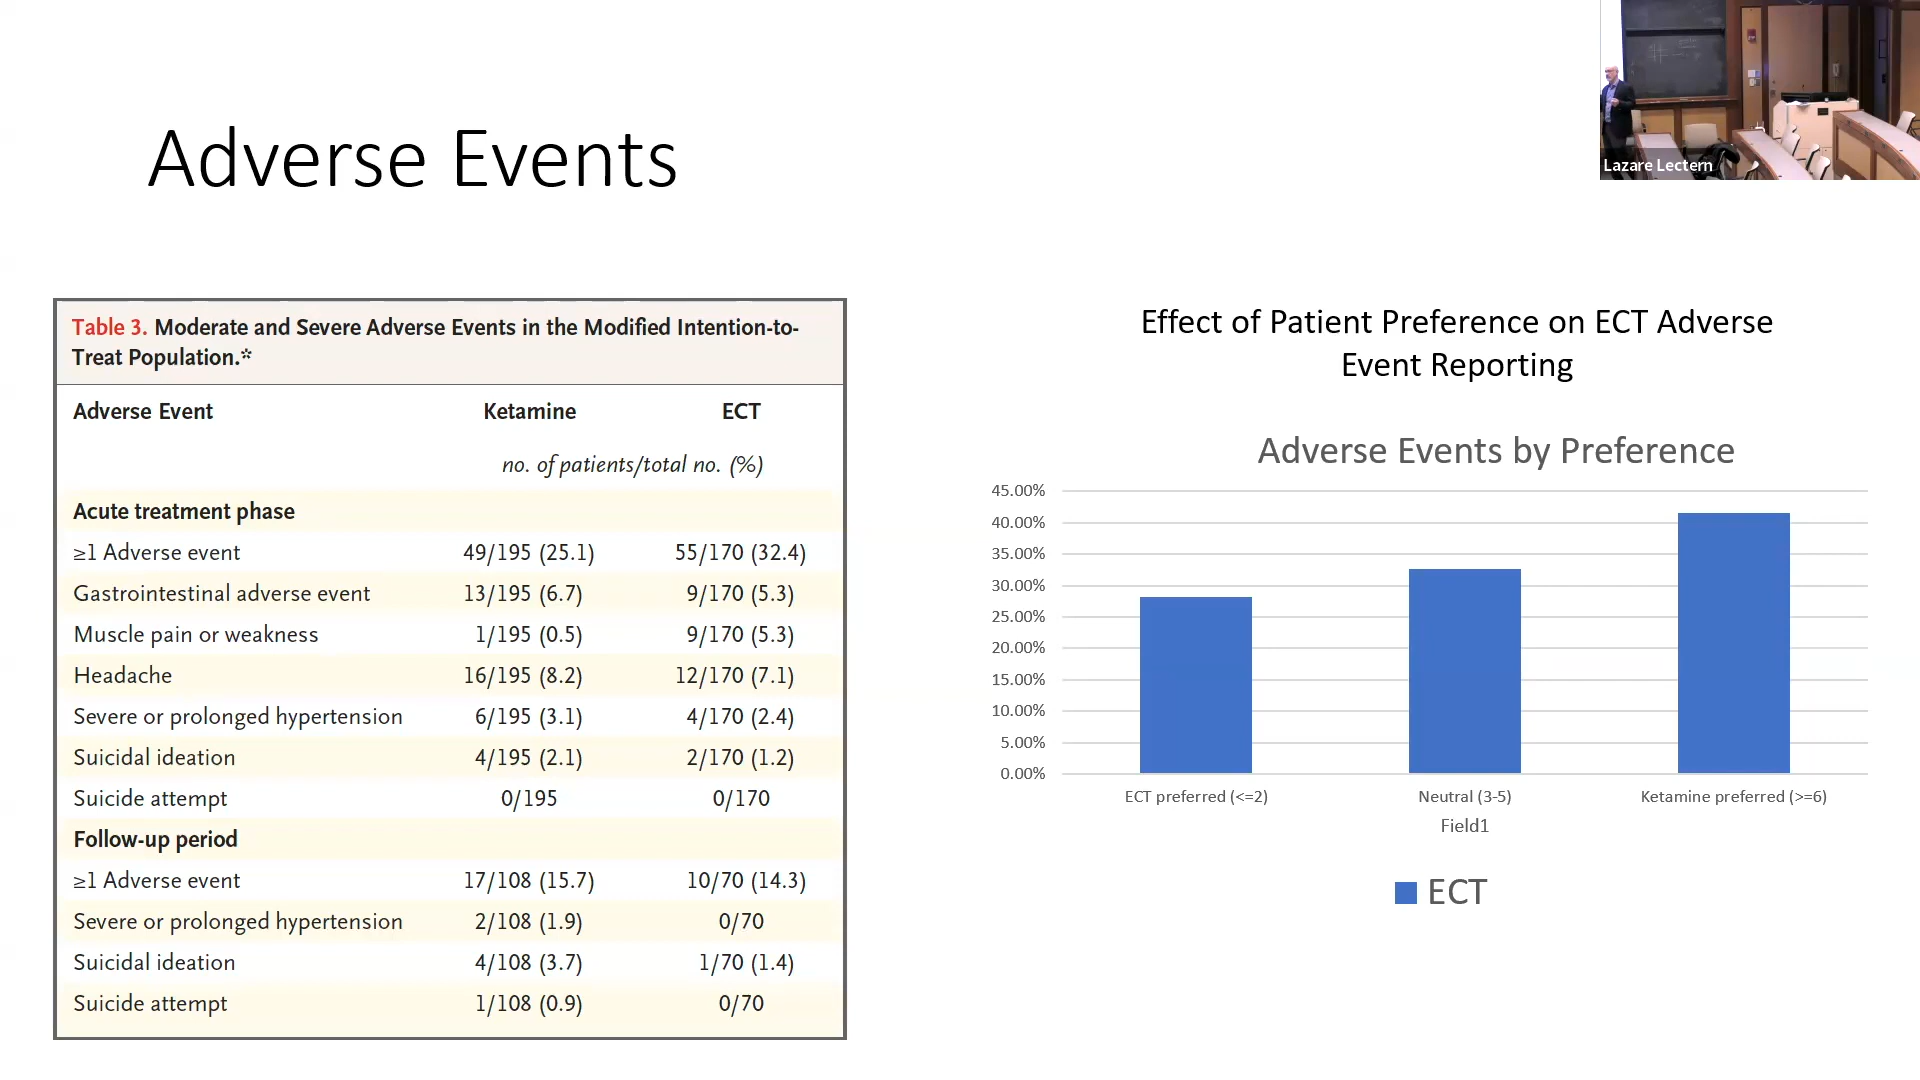 Lazare Lectern
Adverse Events
Table 3. Moderate and Severe Adverse Events in the Modified Intention-to-
Treat Population.*
Adverse Event Ketamine ECT
no. of patients/total no. (%)
Acute treatment phase
≥1 Adverse event 49/195 (25.1) 55/170 (32.4)
Gastrointestinal adverse event 13/195 (6.7) 9/170 (5.3)
Muscle pain or weakness 1/195 (0.5) 9/170 (5.3)
Headache 16/195 (8.2) 12/170 (7.1)
Severe or prolonged hypertension 6/195 (3.1) 4/170 (2.4)
Suicidal ideation 4/195 (2.1) 2/170 (1.2)
Suicide attempt 0/195 0/170
Follow-up period
≥1 Adverse event 17/108 (15.7) 10/70 (14.3)
Severe or prolonged hypertension 2/108 (1.9) 0/70
Suicidal ideation 4/108 (3.7) 1/70 (1.4)
Suicide attempt 1/108 (0.9) 0/70
Effect of Patient Preference on ECT Adverse
Event Reporting
Adverse Events by Preference
45.00%
40.00%
35.00%
30.00%
25.00%
20.00%
15.00%
10.00%
5.00%
0.00%
ECT preferred (<=2) Neutral (3-5) Ketamine preferred (>=6)
Field1
ECT